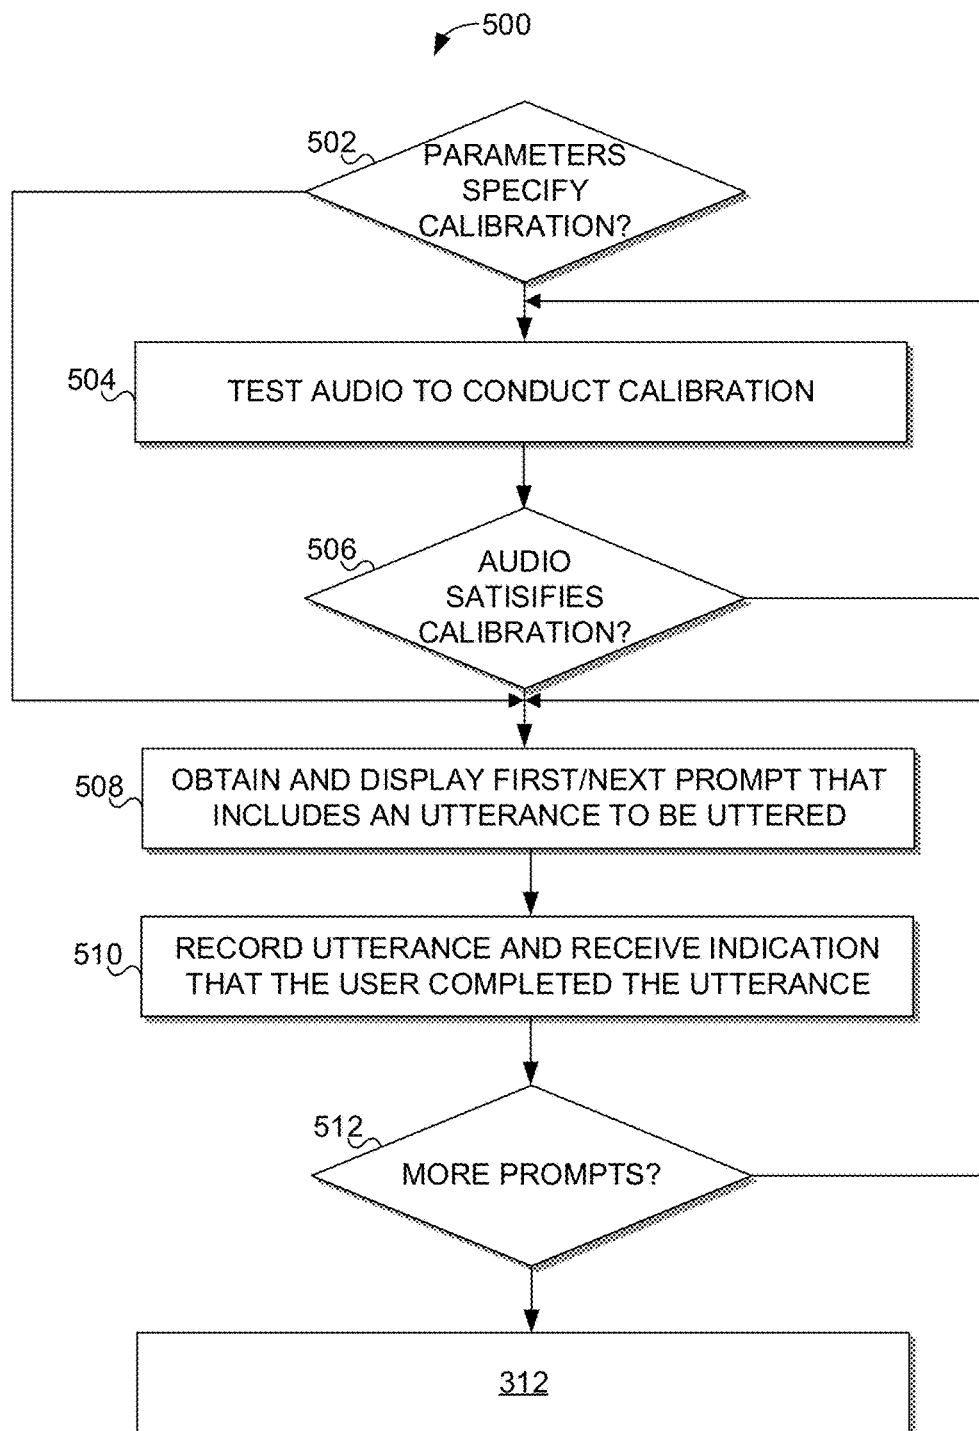 500
502
PARAMETERS
SPECIFY
CALIBRATION?
504
TEST AUDIO TO CONDUCT CALIBRATION
506
AUDIO
SATISIFIES
CALIBRATION?
508
OBTAIN AND DISPLAY FIRST/NEXT PROMPT THAT
INCLUDES AN UTTERANCE TO BE UTTERED
510
RECORD UTTERANCE AND RECEIVE INDICATION
THAT THE USER COMPLETED THE UTTERANCE
512
MORE PROMPTS?
312